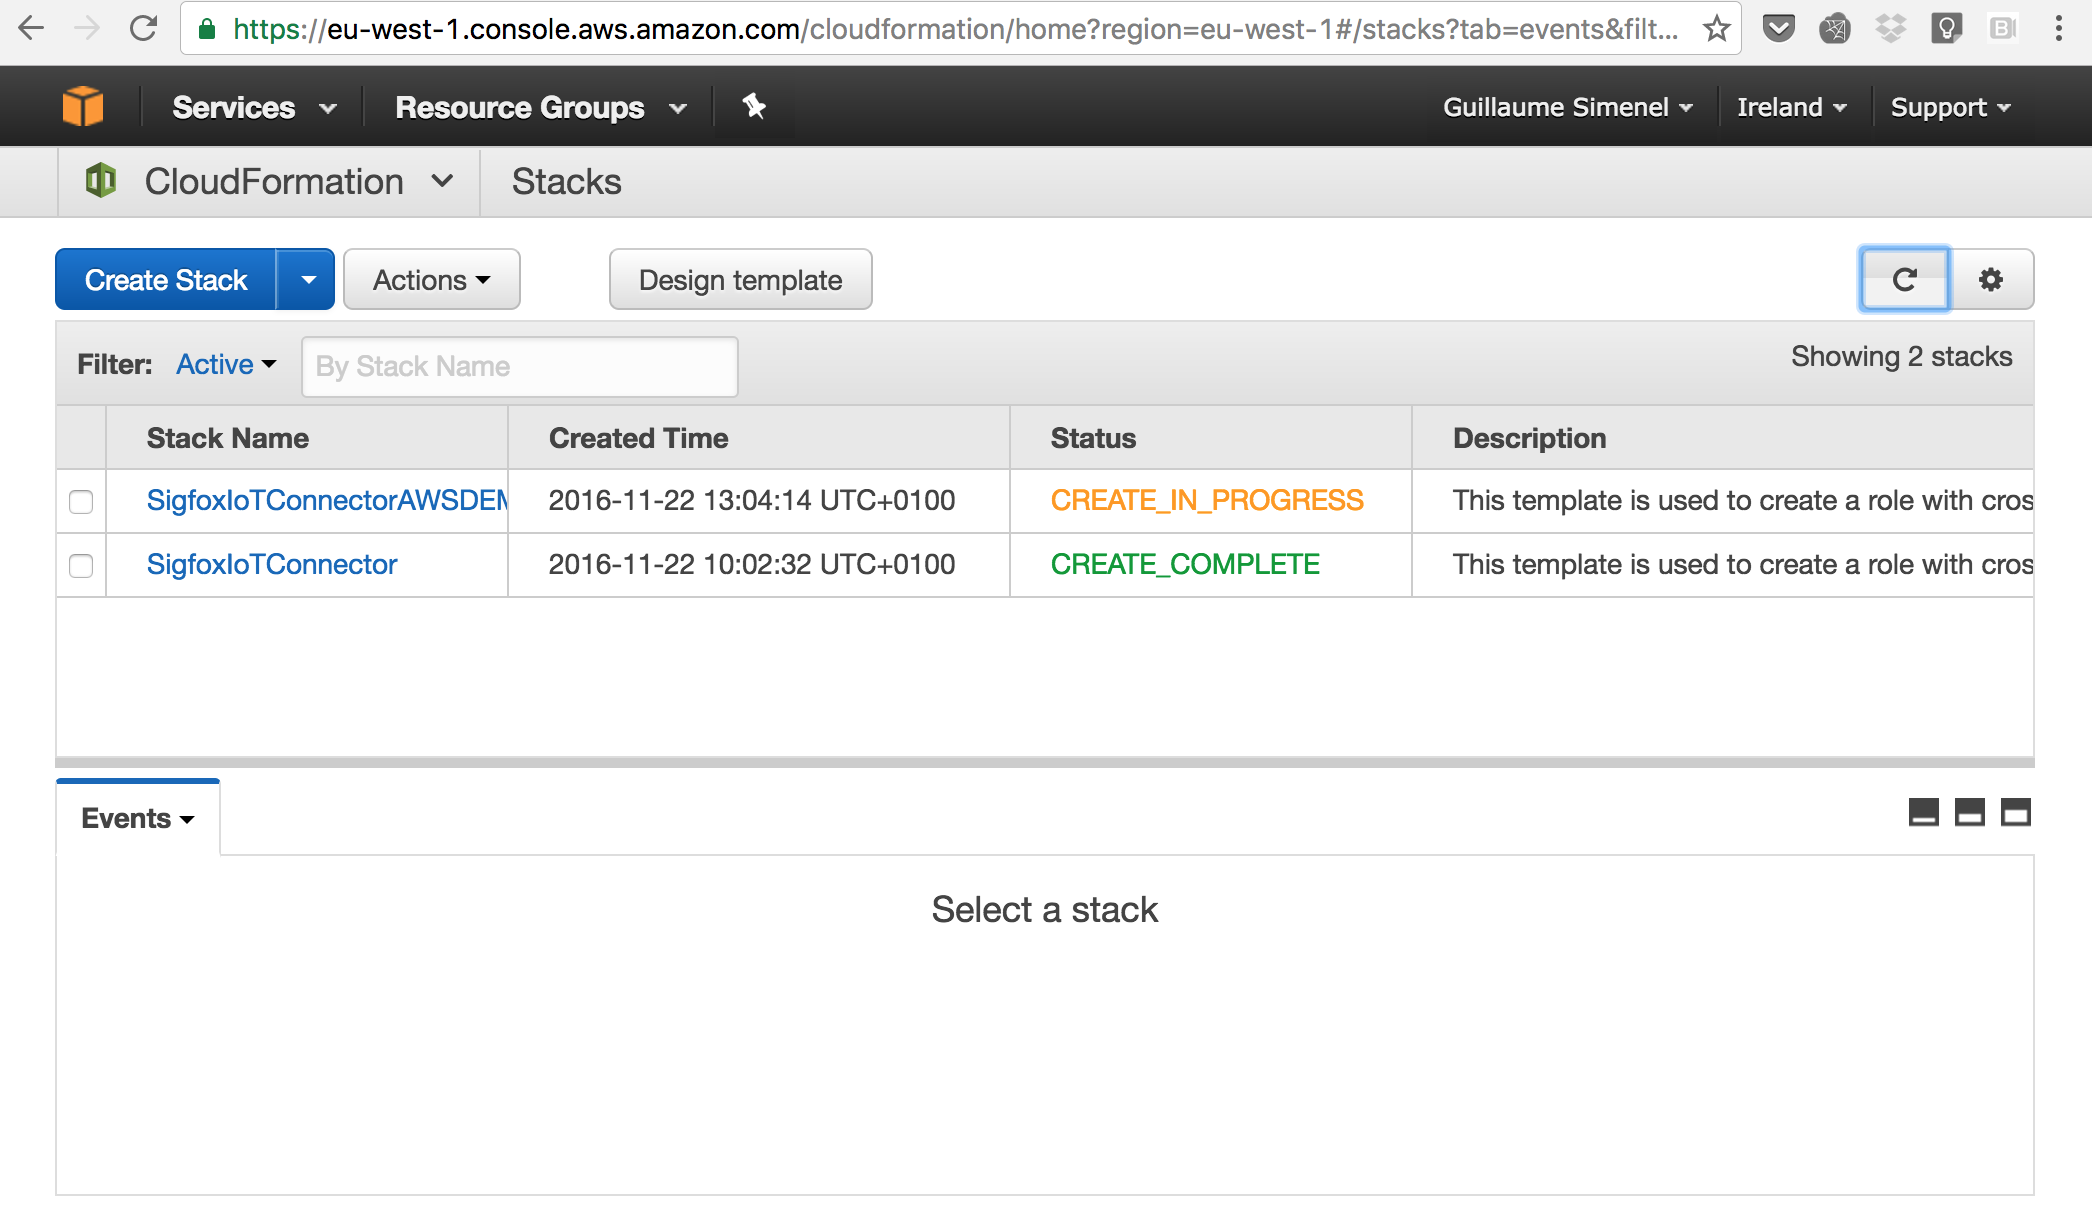 https://eu-west-1.console.aws.amazon.com/cloudformation/home?region=eu-west-1#/stacks?tab=events&filt...
Services Resource Groups Guillaume Simenel Ireland Support
CloudFormation Stacks
Create Stack Actions Design template
Filter: Active By Stack Name Showing 2 stacks
Stack Name Created Time Status Description
SigfoxIoTConnectorAWSDEM 2016-11-22 13:04:14 UTC+0100 CREATE_IN_PROGRESS This template is used to create a role with cros
SigfoxIoTConnector 2016-11-22 10:02:32 UTC+0100 CREATE_COMPLETE This template is used to create a role with cros
Events
Select a stack